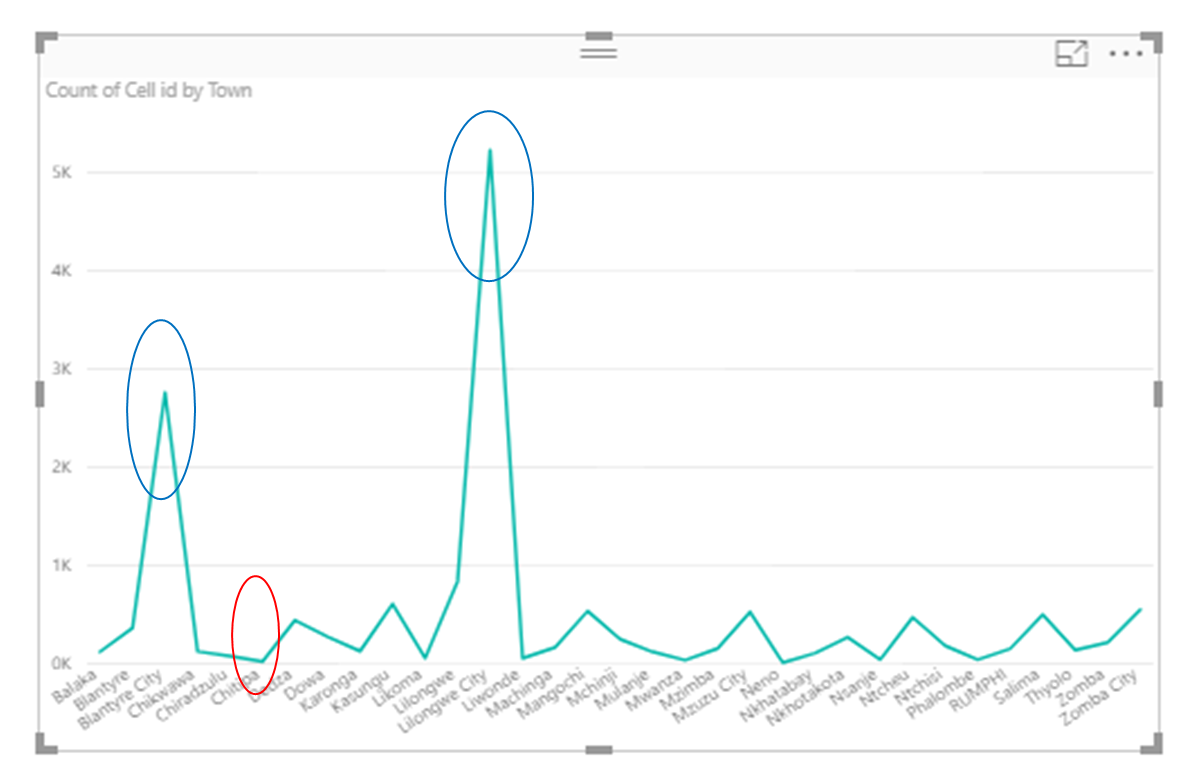 Count of Cell id by Town
5K
4K
3K
2K
1K
0K
Balaka
Blantyre
Blantyre City
Chikwawa
Chiradzulu
Chitipa
Dedza
Dowa
Karonga
Kasungu
Likoma
Lilongwe
Lilongwe City
Liwonde
Machinga
Mangochi
Mchinji
Mulanje
Mwanza
Mzimba
Mzuzu City
Neno
Nkhatabay
Nkhotakota
Nsanje
Ntcheu
Ntchisi
Phalombe
RUMPHI
Salima
Thyolo
Zomba
Zomba City